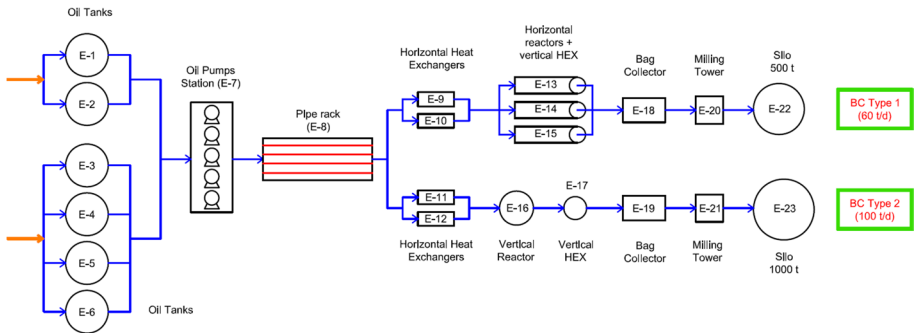 Oil Tanks
E-1
E-2
E-3
E-4
E-5
E-6
Oil Tanks
Oil Pumps
Station (E-7)
Pipe rack
(E-8)
Horizontal Heat
Exchangers
E-9
E-10
Horizontal
reactors +
vertical HEX
E-13
E-14
E-15
Bag
Collector
E-18
Milling
Tower
E-20
Silo
500 t
E-22
BC Type 1
(60 t/d)
E-11
E-12
Horizontal Heat
Exchangers
E-16
Vertical
Reactor
E-17
Vertical
HEX
E-19
Bag
Collector
E-21
Milling
Tower
E-23
Silo
1000 t
BC Type 2
(100 t/d)